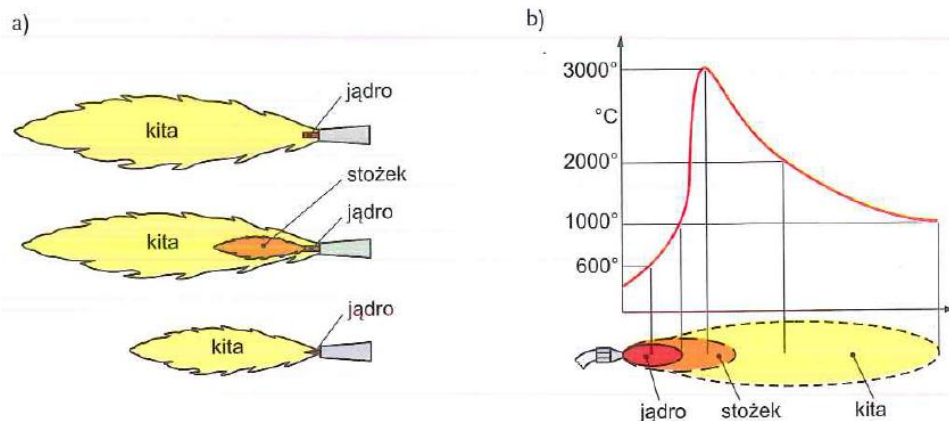 a)
jądro
kita
stożek
jądro
kita
jądro
kita
b)
3000°
°C
2000°
1000°
600°
jądro
stożek
kita